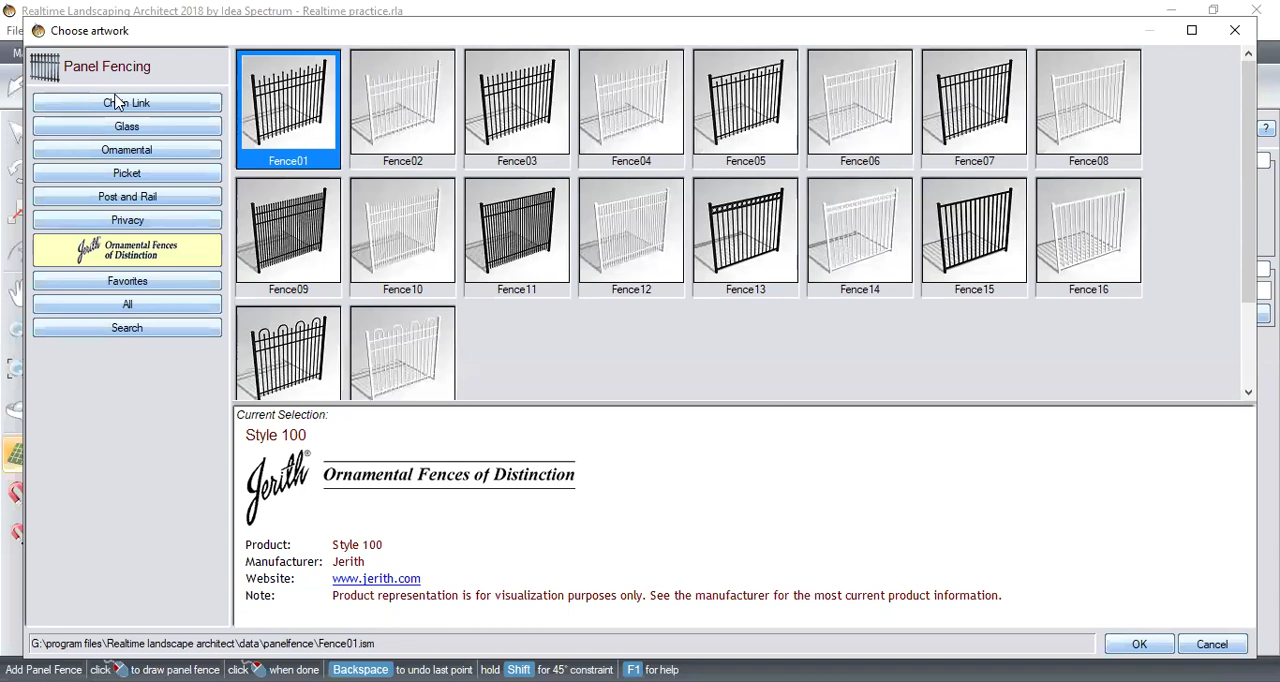 Realtime Landscaping Architect 2018 by Idea Spectrum - Realtime practice.rla
Choose artwork
Panel Fencing
Chain Link
Glass
Ornamental
Picket
Post and Rail
Privacy
Jerith Ornamental Fences of Distinction
Favorites
All
Search
Fence01 Fence02 Fence03 Fence04 Fence05 Fence06 Fence07 Fence08
Fence09 Fence10 Fence11 Fence12 Fence13 Fence14 Fence15 Fence16
Current Selection:
Style 100
Jerith® Ornamental Fences of Distinction
Product: Style 100
Manufacturer: Jerith
Website: www.jerith.com
Note: Product representation is for visualization purposes only. See the manufacturer for the most current product information.
G:\program files\Realtime landscape architect\data\panelfence\Fence01.ism
OK Cancel
Add Panel Fence click to draw panel fence click when done Backspace to undo last point hold Shift for 45° constraint F1 for help